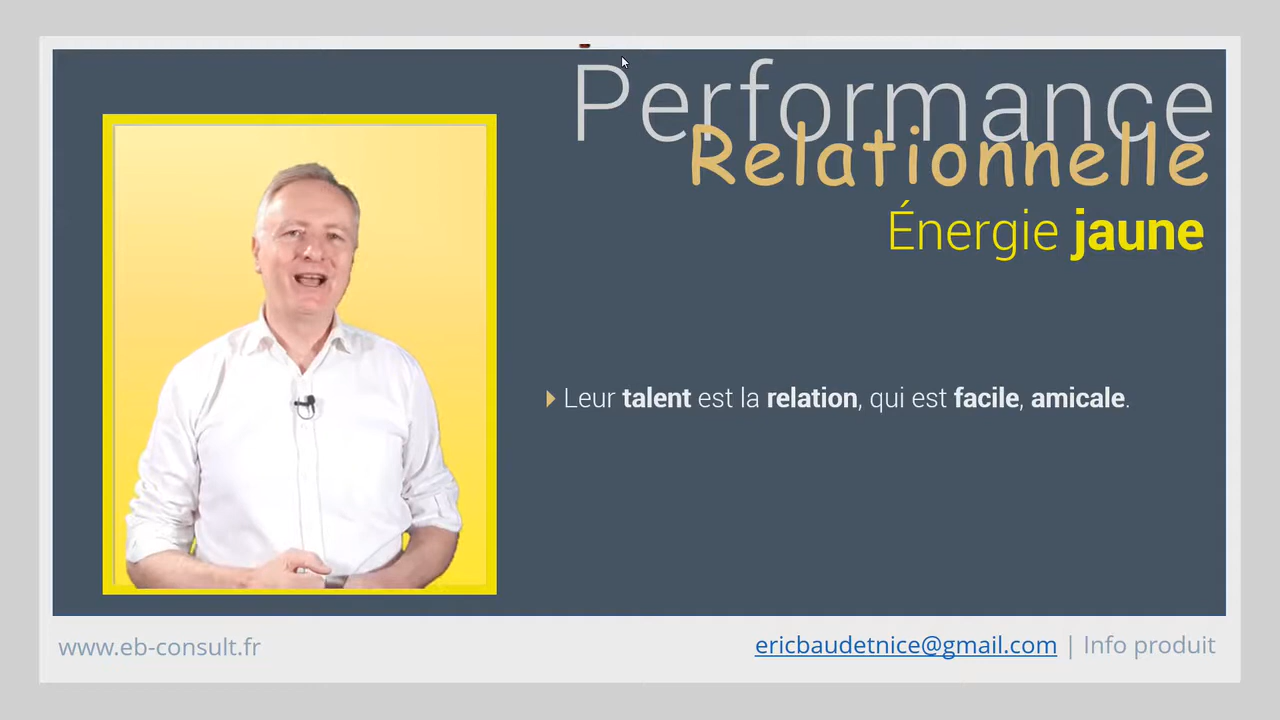 Performance
Relationnelle
Énergie jaune
Leur talent est la relation, qui est facile, amicale.
www.eb-consult.fr
ericbaudetnice@gmail.com | Info produit